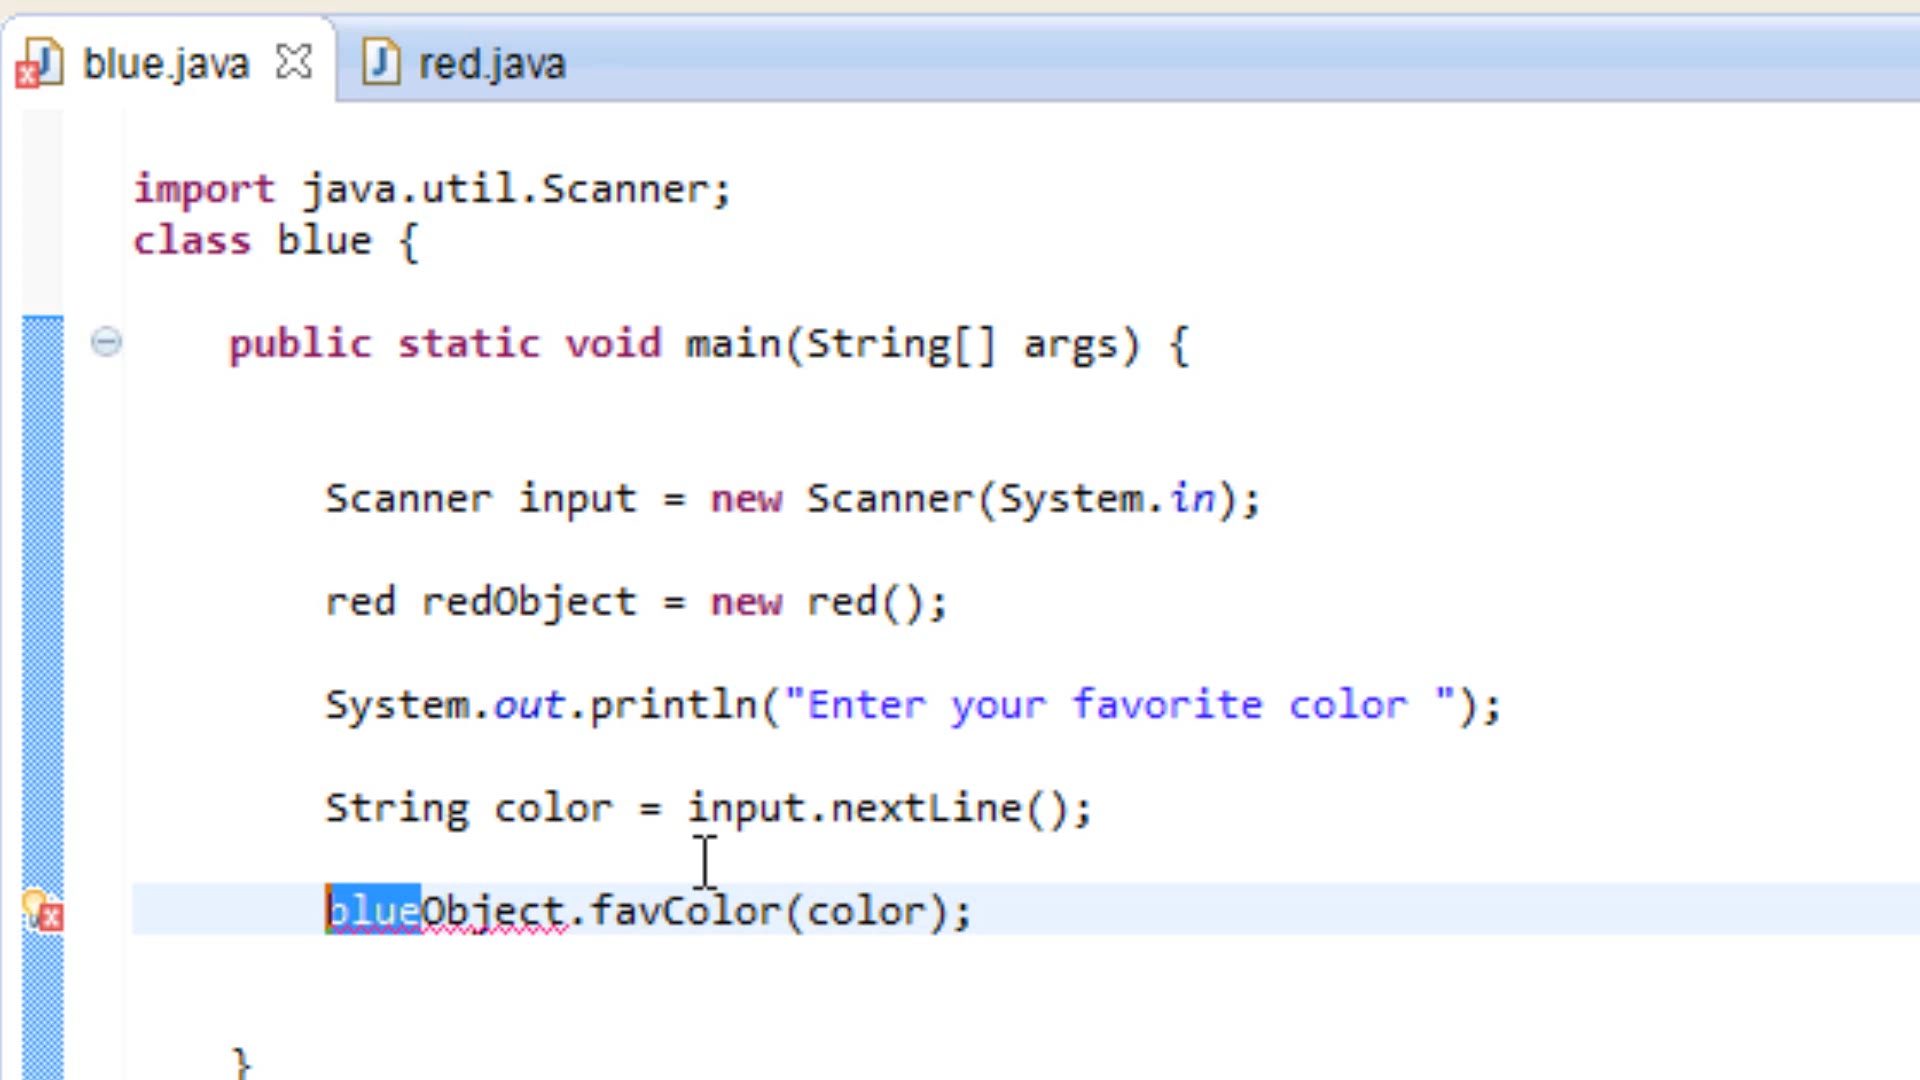 blue.java red.java
import java.util.Scanner;
class blue {
public static void main(String[] args) {
Scanner input = new Scanner(System.in);
red redObject = new red();
System.out.println("Enter your favorite color ");
String color = input.nextLine();
blueObject.favColor(color);
}